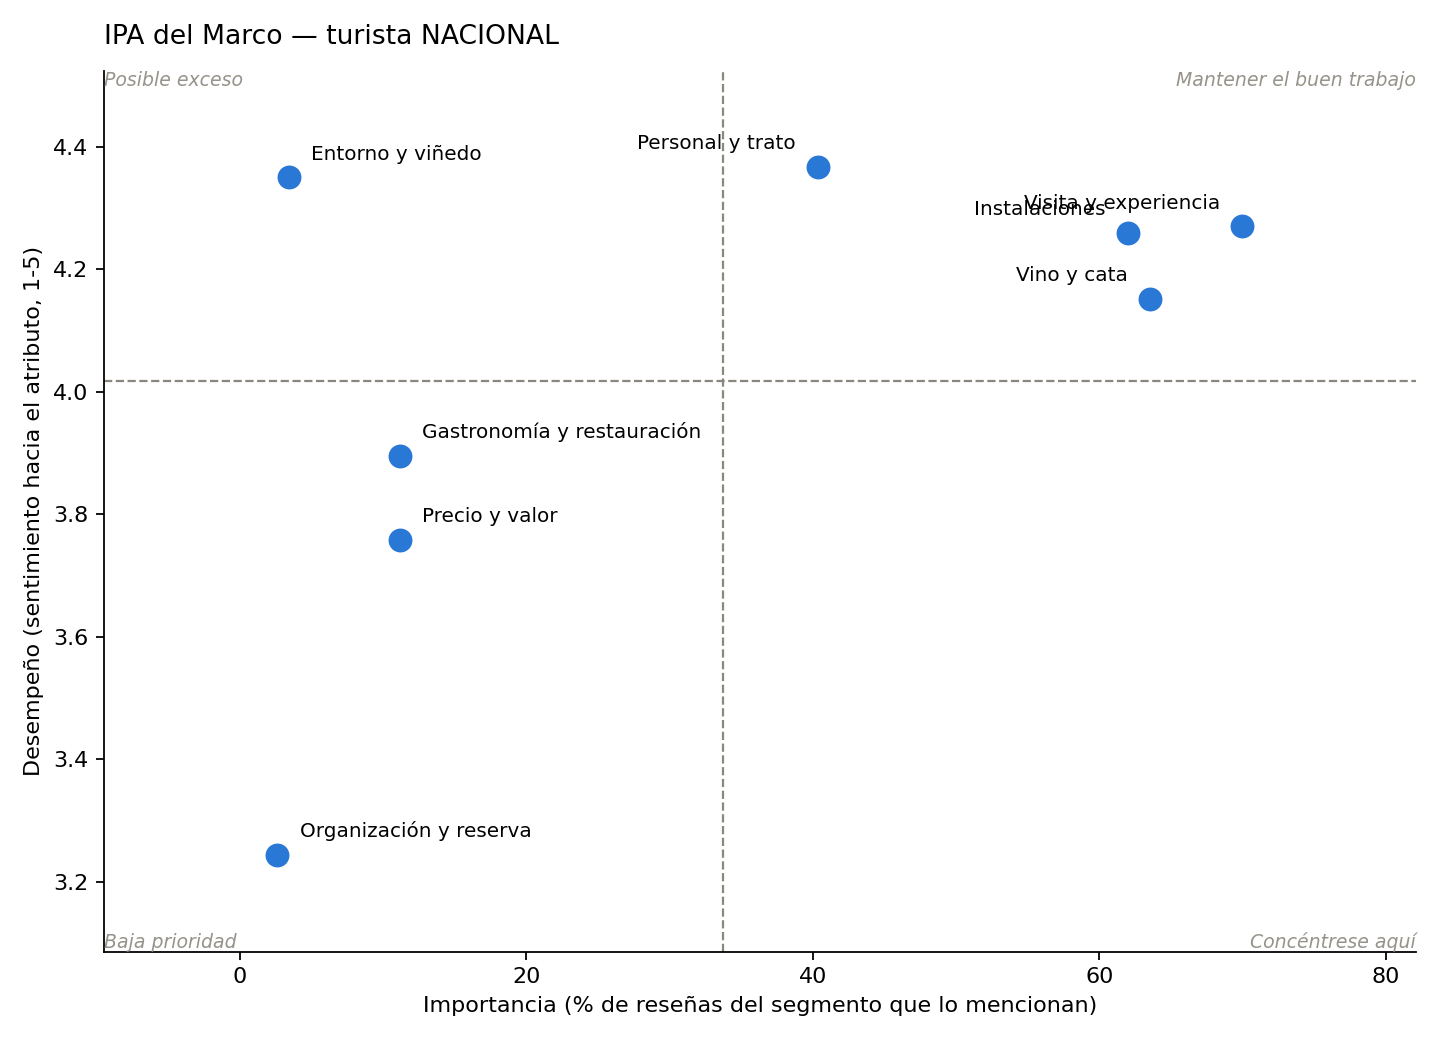 IPA del Marco — turista NACIONAL
Posible exceso
Mantener el buen trabajo
Personal y trato
Entorno y viñedo
Visita y experiencia
Instalaciones
Vino y cata
Gastronomía y restauración
Precio y valor
Organización y reserva
Baja prioridad
Concéntrese aquí
4.4
4.2
4.0
3.8
3.6
3.4
3.2
Desempeño (sentimiento hacia el atributo, 1-5)
0
20
40
60
80
Importancia (% de reseñas del segmento que lo mencionan)